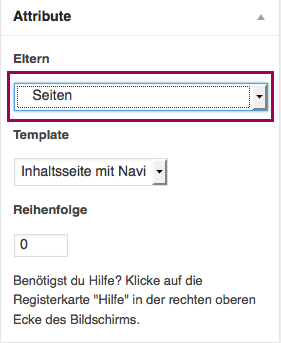 Attribute
Eltern
Seiten
Template
Inhaltsseite mit Navi
Reihenfolge
0
Benötigst du Hilfe? Klicke auf die
Registerkarte "Hilfe" in der rechten oberen
Ecke des Bildschirms.